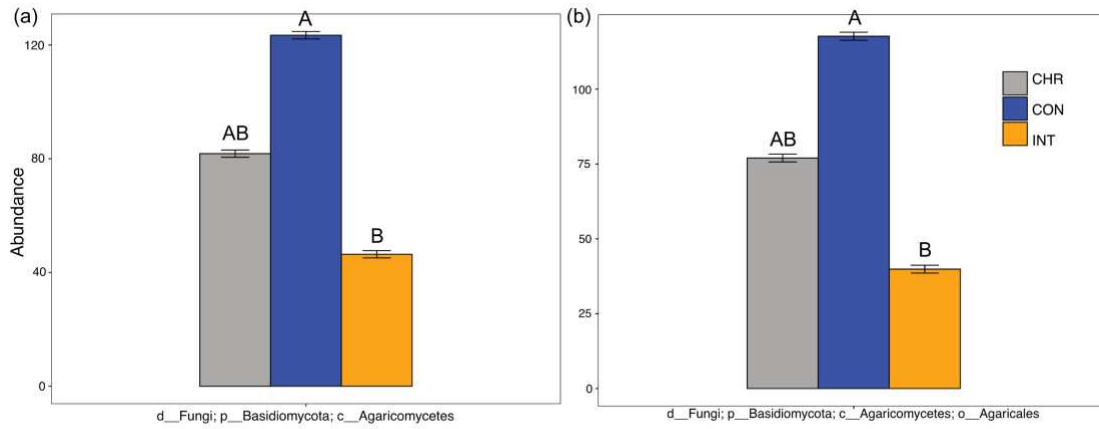 (a)
Abundance
120
80
40
0
AB
A
B
d__Fungi; p__Basidiomycota; c__Agaricomycetes
(b)
100
75
50
25
0
AB
A
B
CHR
CON
INT
d__Fungi; p__Basidiomycota; c__Agaricomycetes; o__Agaricales